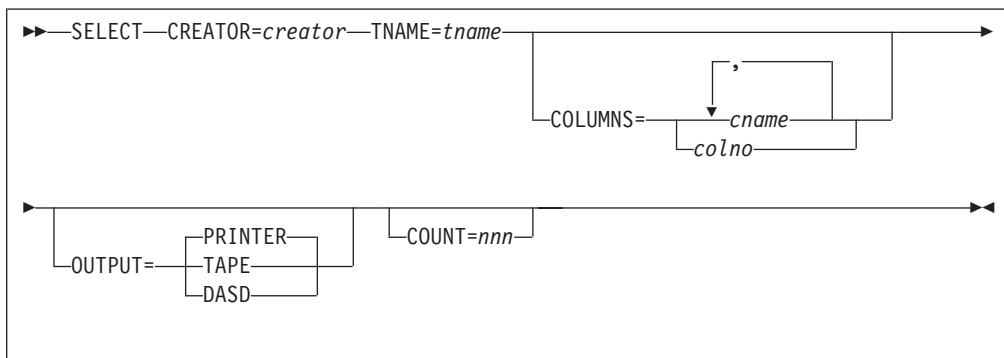 SELECT CREATOR=creator TNAME=tname
,
COLUMNS= cname
colno
PRINTER
COUNT=nnn
OUTPUT= TAPE
DASD